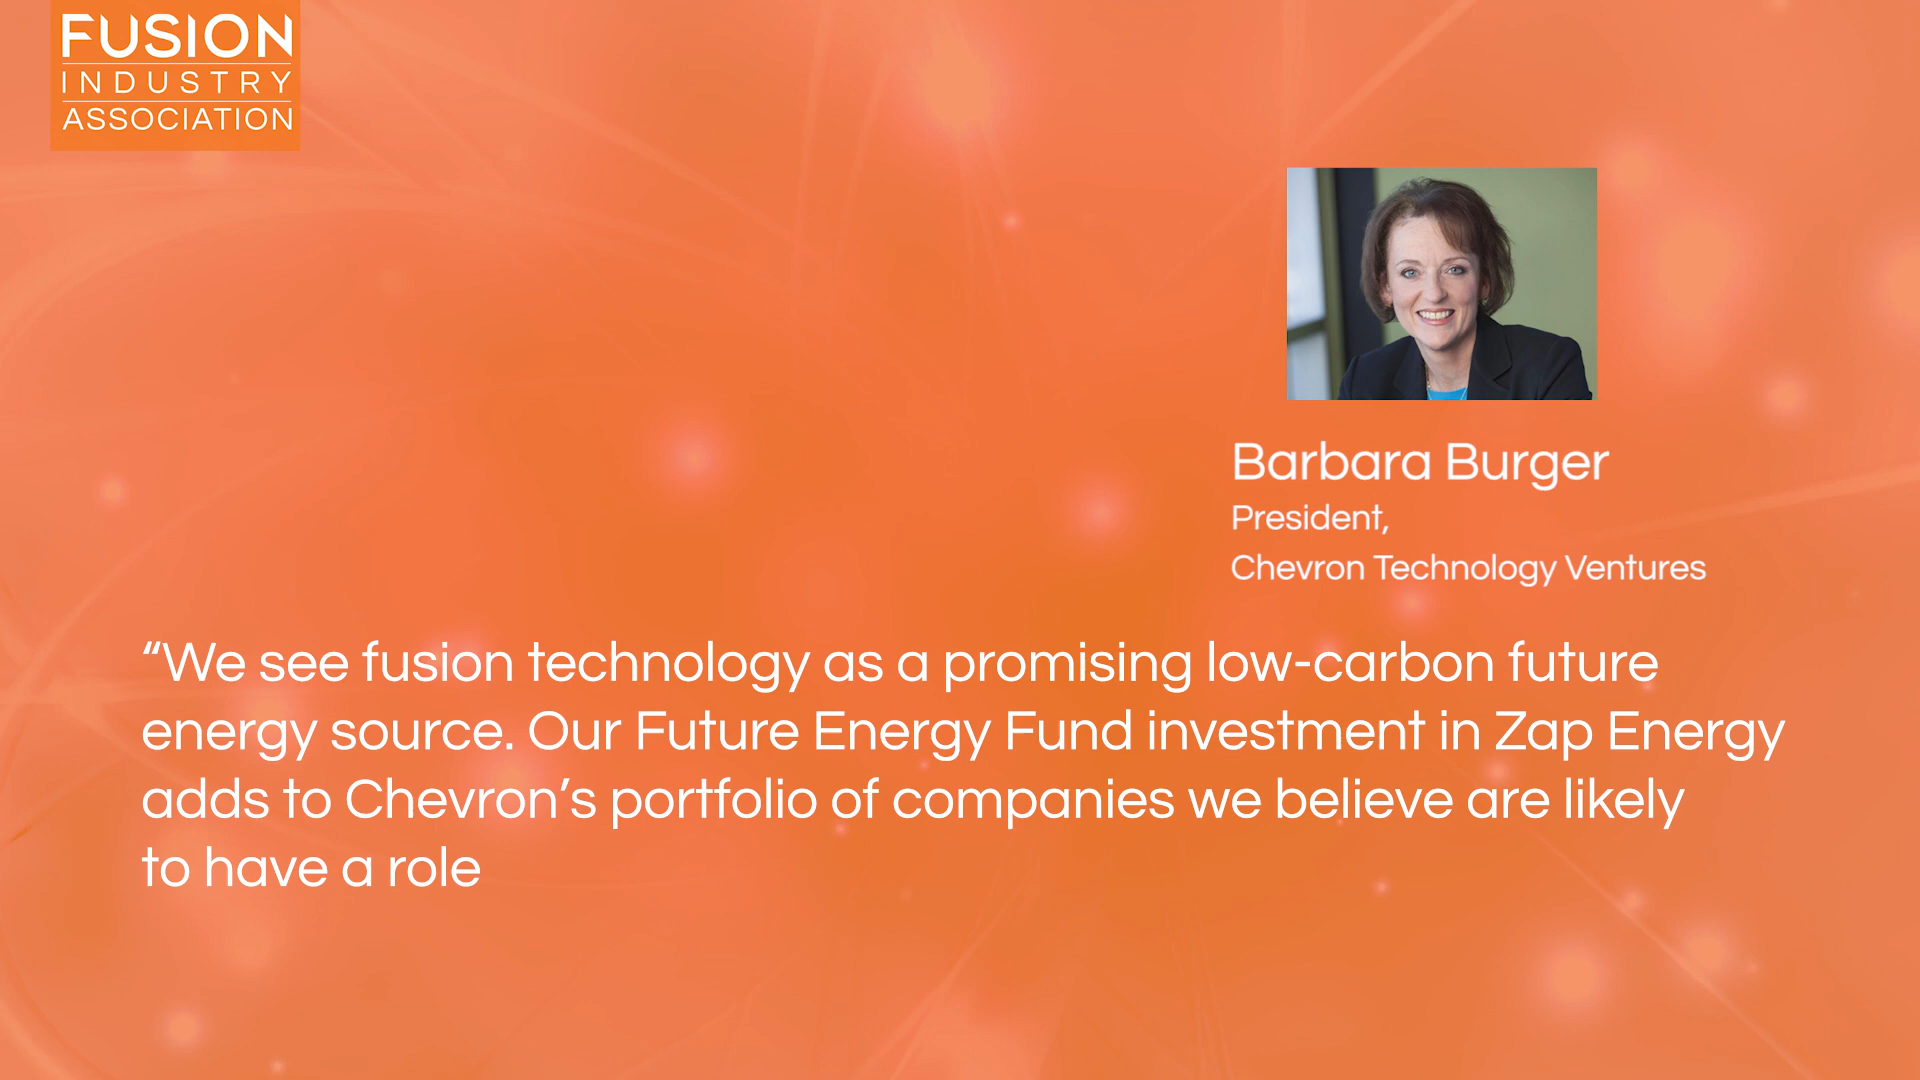 FUSION
INDUSTRY
ASSOCIATION
Barbara Burger
President,
Chevron Technology Ventures
“We see fusion technology as a promising low-carbon future
energy source. Our Future Energy Fund investment in Zap Energy
adds to Chevron’s portfolio of companies we believe are likely
to have a role